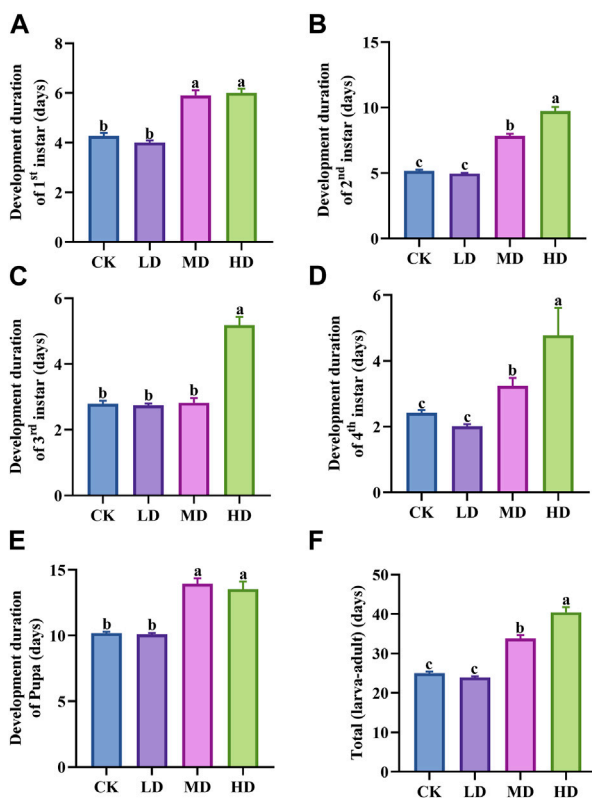 A
Development duration
of 1st instar (days)
8
6
4
2
0
b
b
a
a
CK LD MD HD
B
Development duration
of 2nd instar (days)
15
10
5
0
c
c
b
a
CK LD MD HD
C
Development duration
of 3rd instar (days)
6
4
2
0
b
b
b
a
CK LD MD HD
D
Development duration
of 4th instar (days)
6
4
2
0
c
c
b
a
CK LD MD HD
E
Development duration
of Pupa (days)
15
10
5
0
b
b
a
a
CK LD MD HD
F
Total (larva-adult) (days)
50
40
30
20
10
0
c
c
b
a
CK LD MD HD